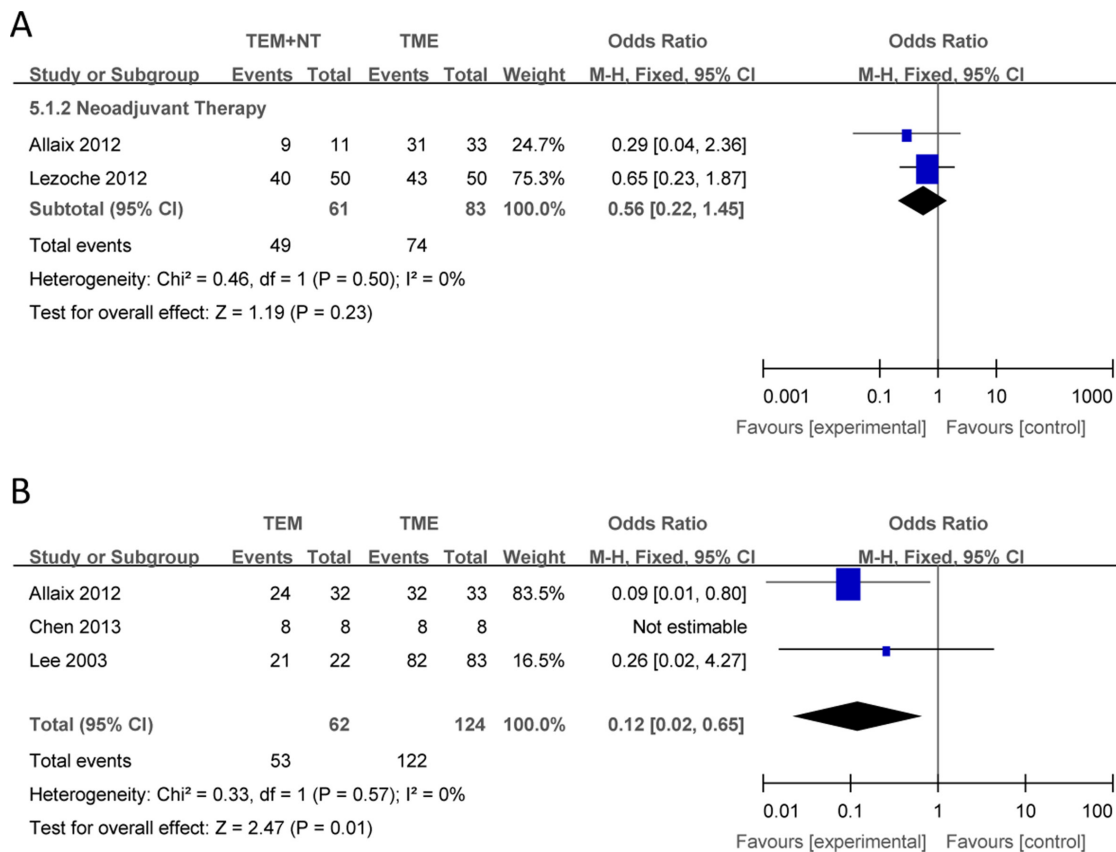 A
TEM+NT TME Odds Ratio Odds Ratio
Study or Subgroup Events Total Events Total Weight M-H, Fixed, 95% CI M-H, Fixed, 95% CI
5.1.2 Neoadjuvant Therapy
Allaix 2012 9 11 31 33 24.7% 0.29 [0.04, 2.36]
Lezoche 2012 40 50 43 50 75.3% 0.65 [0.23, 1.87]
Subtotal (95% CI) 61 83 100.0% 0.56 [0.22, 1.45]
Total events 49 74
Heterogeneity: Chi² = 0.46, df = 1 (P = 0.50); I² = 0%
Test for overall effect: Z = 1.19 (P = 0.23)
0.001 0.1 1 10 1000
Favours [experimental] Favours [control]
B
TEM TME Odds Ratio Odds Ratio
Study or Subgroup Events Total Events Total Weight M-H, Fixed, 95% CI M-H, Fixed, 95% CI
Allaix 2012 24 32 32 33 83.5% 0.09 [0.01, 0.80]
Chen 2013 8 8 8 8 Not estimable
Lee 2003 21 22 82 83 16.5% 0.26 [0.02, 4.27]
Total (95% CI) 62 124 100.0% 0.12 [0.02, 0.65]
Total events 53 122
Heterogeneity: Chi² = 0.33, df = 1 (P = 0.57); I² = 0%
Test for overall effect: Z = 2.47 (P = 0.01)
0.01 0.1 1 10 100
Favours [experimental] Favours [control]